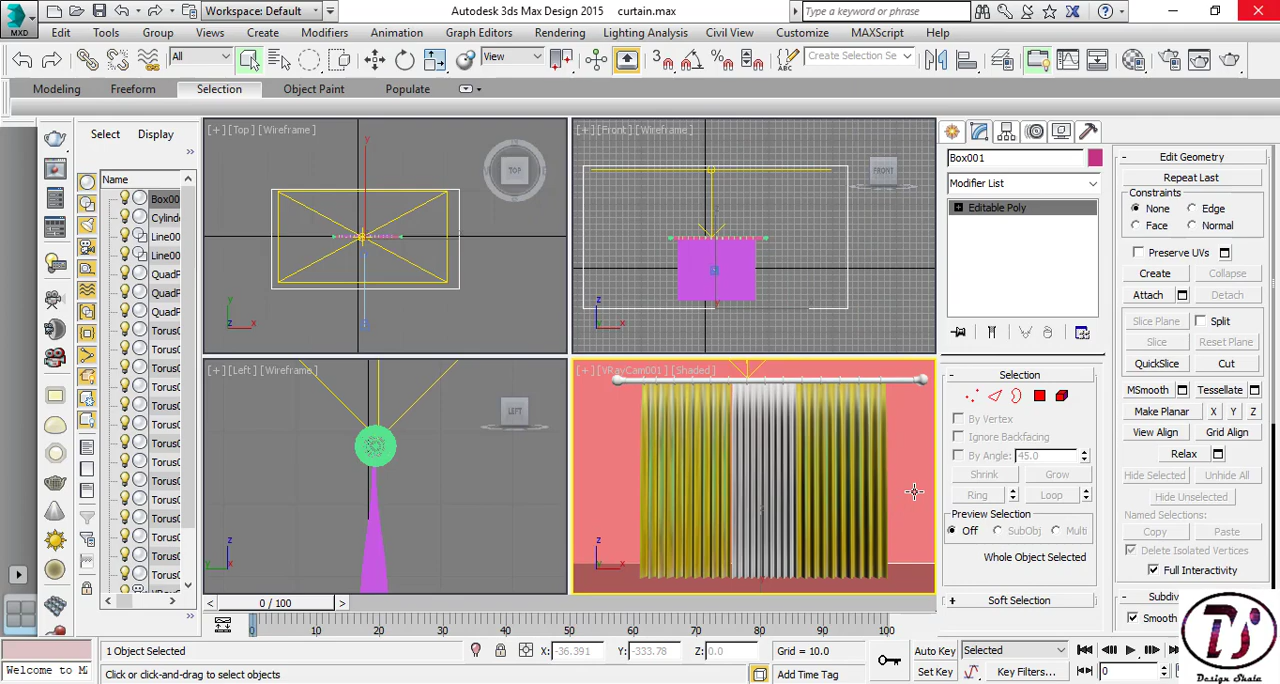 Workspace: Default
Autodesk 3ds Max Design 2015 curtain.max
Type a keyword or phrase
MXD
Edit Tools Group Views Create Modifiers Animation Graph Editors Rendering Lighting Analysis Civil View Customize MAXScript Help
All
View
Create Selection Se
Modeling Freeform Selection Object Paint Populate
Select Display
Name
Box00
Cylinde
Line00
Line00
QuadP
QuadP
QuadP
Torus0
Torus0
Torus0
Torus0
Torus0
Torus0
Torus0
Torus0
Torus0
Torus0
Torus0
Torus0
Torus0
Torus0
[+] [Top] [Wireframe]
TOP
[+] [Front] [Wireframe]
FRONT
[+] [Left] [Wireframe]
LEFT
[+] [VRayCam001] [Shaded]
Box001
Modifier List
Editable Poly
Selection
By Vertex
Ignore Backfacing
By Angle: 45.0
Shrink Grow
Ring Loop
Preview Selection
Off SubObj Multi
Whole Object Selected
Soft Selection
Edit Geometry
Repeat Last
Constraints
None Edge
Face Normal
Preserve UVs
Create Collapse
Attach Detach
Slice Plane Split
Slice Reset Plane
QuickSlice Cut
MSmooth Tessellate
Make Planar X Y Z
View Align Grid Align
Relax
Hide Selected Unhide All
Hide Unselected
Named Selections:
Copy Paste
Delete Isolated Vertices
Full Interactivity
Subdiv
Smooth
0 / 100
0 10 20 30 40 50 60 70 80 90 100
1 Object Selected
X: -36.391 Y: -333.78 Z: 0.0
Grid = 10.0
Auto Key Selected
Welcome to M
Click or click-and-drag to select objects
Add Time Tag
Set Key Key Filters...
0
Design Skate